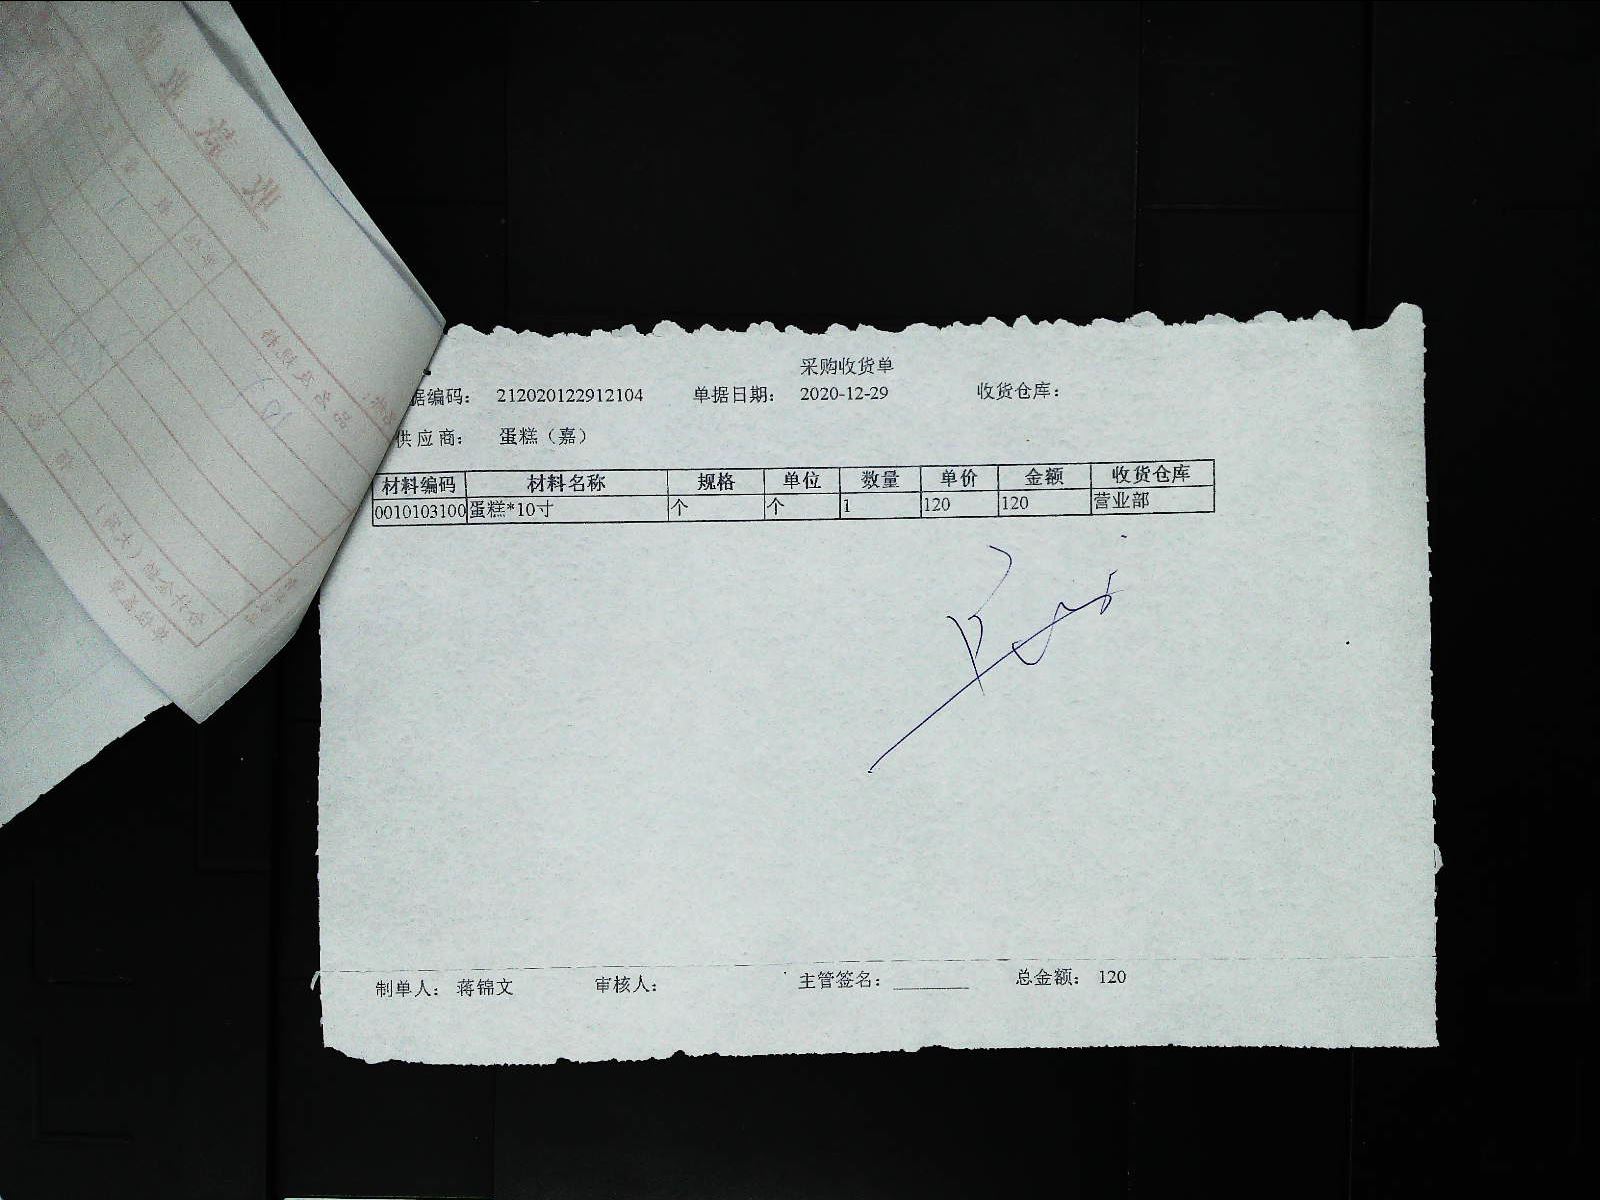 采购收货单
据编码： 212020122912104 单据日期： 2020-12-29 收货仓库：
供应商： 蛋糕（嘉）
材料编码 材料名称 规格 单位 数量 单价 金额 收货仓库
0010103100 蛋糕*10寸 个 个 1 120 120 营业部
制单人： 蒋锦文 审核人： 主管签名： 总金额： 120